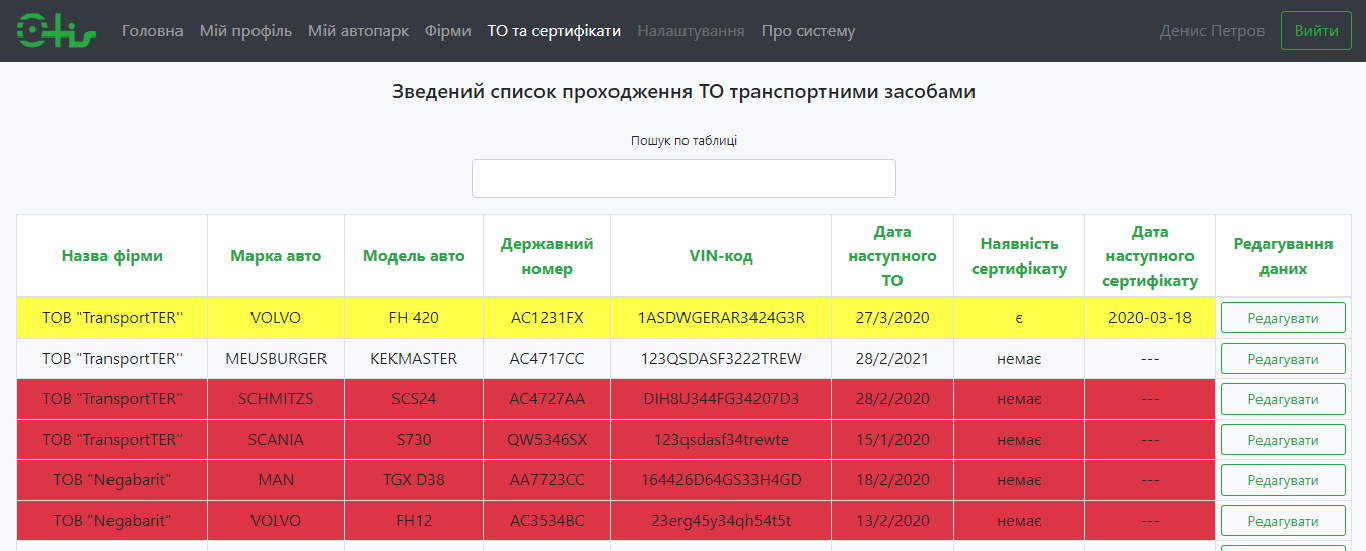 Otis
Головна Мій профіль Мій автопарк Фірми ТО та сертифікати Налаштування Про систему Денис Петров Вийти
Зведений список проходження ТО транспортними засобами
Пошук по таблиці
Назва фірми Марка авто Модель авто Державний номер VIN-код Дата наступного ТО Наявність сертифікату Дата наступного сертифікату Редагування даних
ТОВ "TransportTER" VOLVO FH 420 AC1231FX 1ASDWGERAR3424G3R 27/3/2020 є 2020-03-18 Редагувати
ТОВ "TransportTER" MEUSBURGER KEKMASTER AC4717CC 123QSDASF3222TREW 28/2/2021 немає --- Редагувати
ТОВ "TransportTER" SCHMITZS SCS24 AC4727AA DIH8U344FG34207D3 28/2/2020 немає --- Редагувати
ТОВ "TransportTER" SCANIA S730 QW5346SX 123qsdasf34trewte 15/1/2020 немає --- Редагувати
ТОВ "Negabarit" MAN TGX D38 AA7723CC 164426D64GS33H4GD 18/2/2020 немає --- Редагувати
ТОВ "Negabarit" VOLVO FH12 AC3534BC 23erg45y34qh54t5t 13/2/2020 немає --- Редагувати